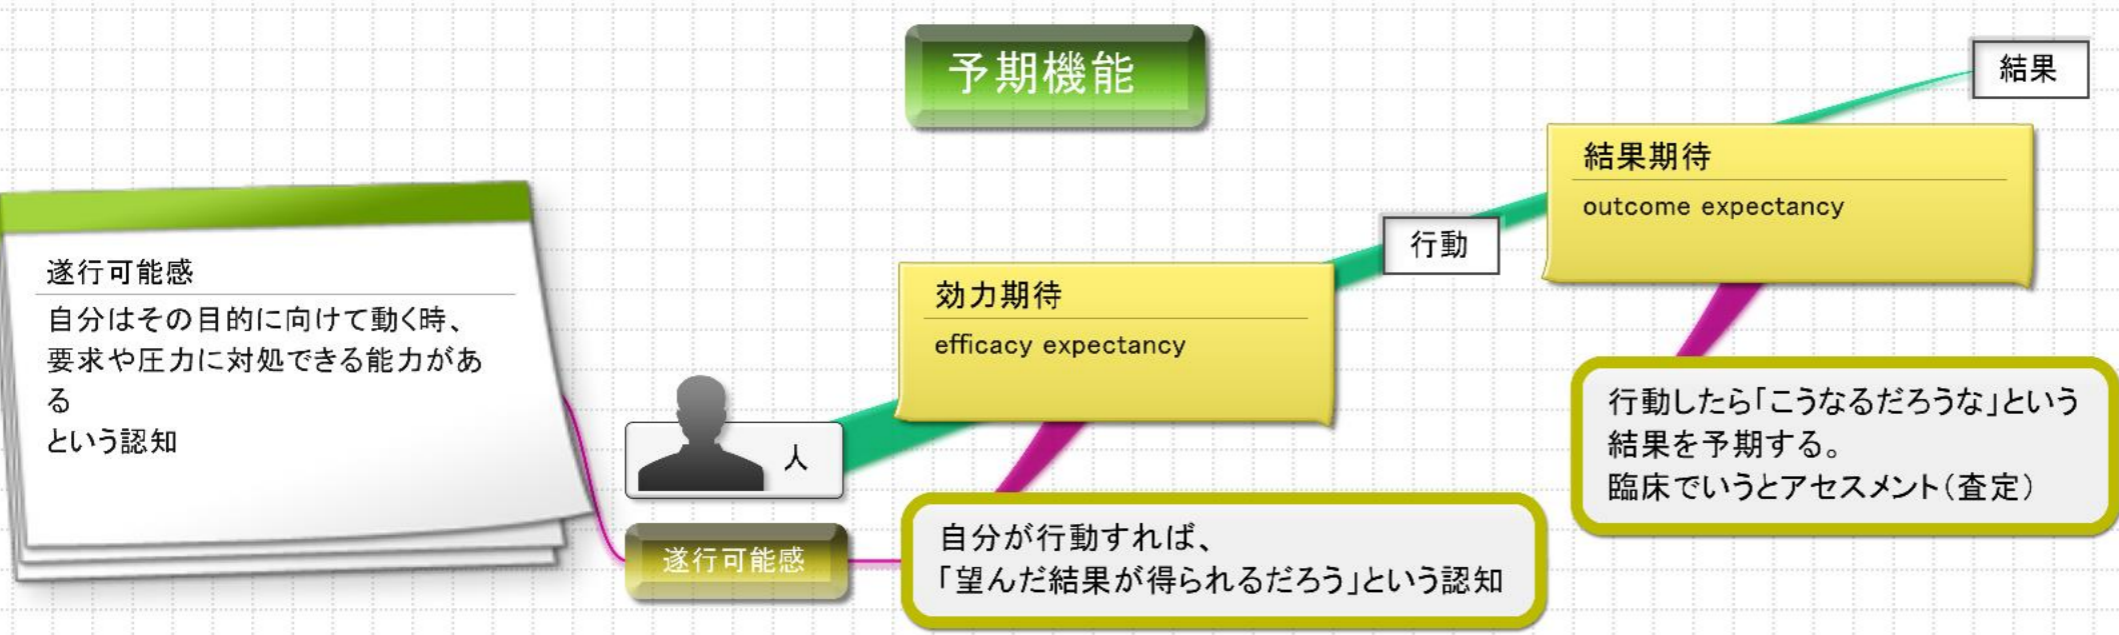 予期機能
結果
結果期待
outcome expectancy
行動
遂行可能感
自分はその目的に向けて動く時、
要求や圧力に対処できる能力があ
る
という認知
効力期待
efficacy expectancy
人
行動したら「こうなるだろうな」という
結果を予期する。
臨床でいうとアセスメント(査定)
遂行可能感
自分が行動すれば、
「望んだ結果が得られるだろう」という認知